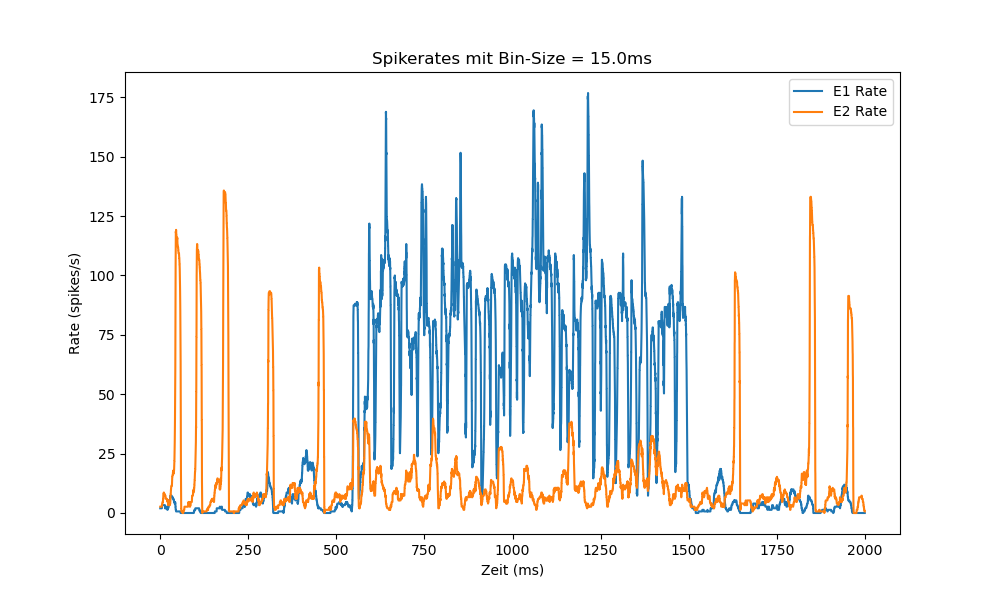 Spikerates mit Bin-Size = 15.0ms
E1 Rate
E2 Rate
Rate (spikes/s)
175
150
125
100
75
50
25
0
0 250 500 750 1000 1250 1500 1750 2000
Zeit (ms)